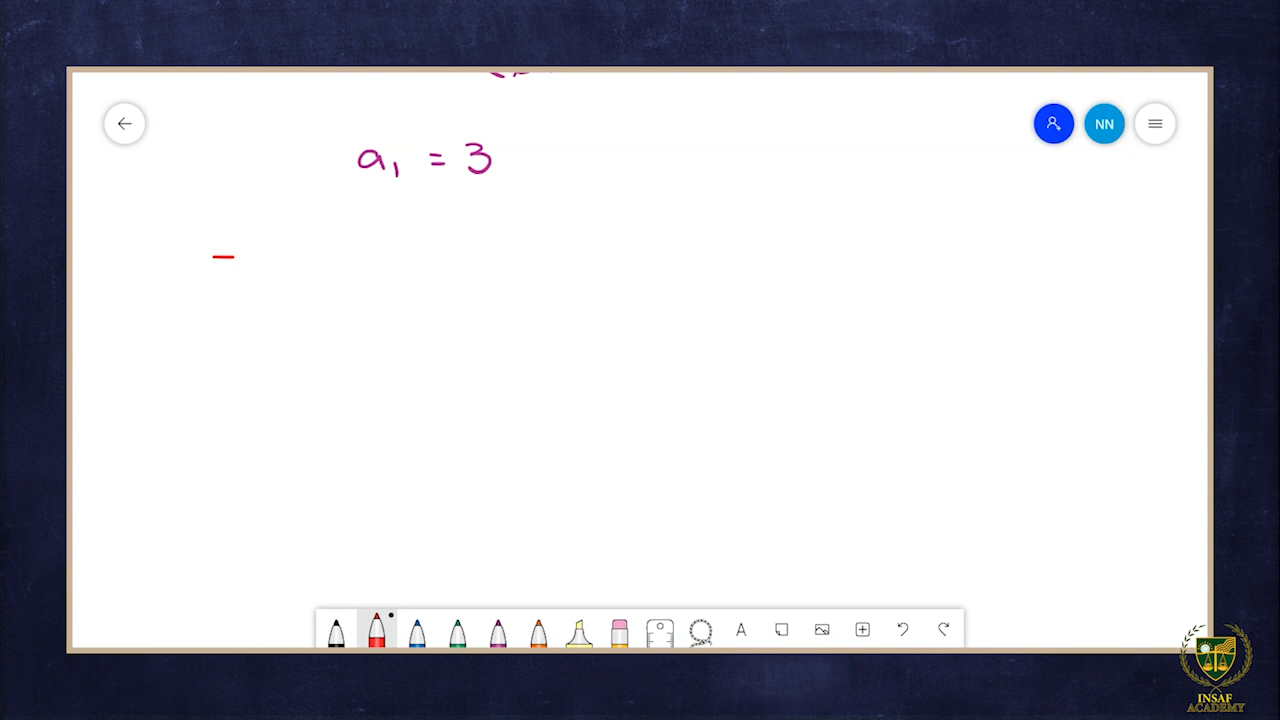 NN
a₁ = 3
A
INSAF
ACADEMY